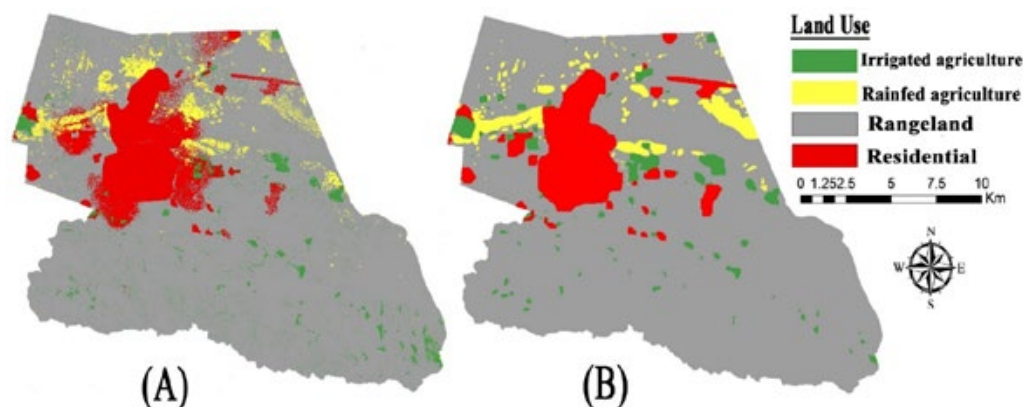 Land Use
Irrigated agriculture
Rainfed agriculture
Rangeland
Residential
0 1.252.5 5 7.5 10
Km
N
W E
S
(A) (B)